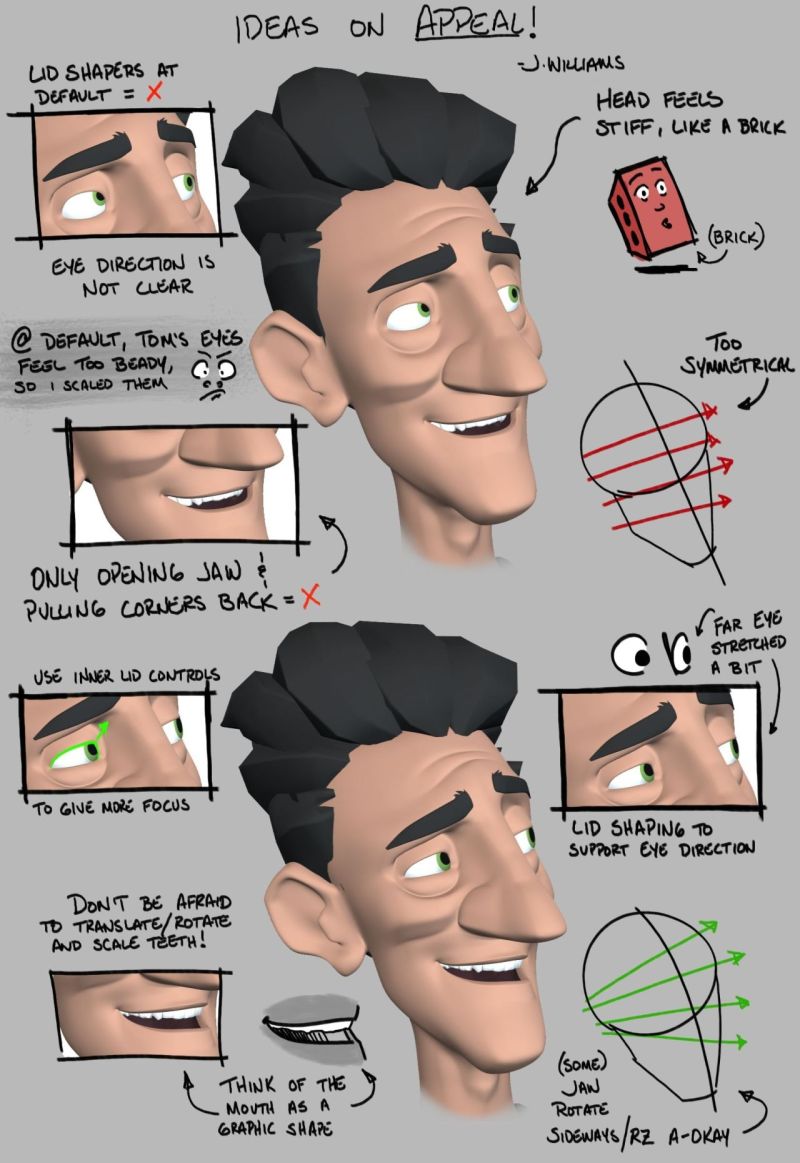 IDEAS ON APPEAL!
-J.WILLIAMS
LID SHAPERS AT
DEFAULT = X
EYE DIRECTION IS
NOT CLEAR
HEAD FEELS
STIFF, LIKE A BRICK
(BRICK)
@ DEFAULT, TOM'S EYES
FEEL TOO BEADY,
SO I SCALED THEM
TOO
SYMMETRICAL
ONLY OPENING JAW &
PULLING CORNERS BACK = X
USE INNER LID CONTROLS
TO GIVE MORE FOCUS
FAR EYE
STRETCHED
A BIT
LID SHAPING TO
SUPPORT EYE DIRECTION
DON'T BE AFRAID
TO TRANSLATE/ROTATE
AND SCALE TEETH!
THINK OF THE
MOUTH AS A
GRAPHIC SHAPE
(SOME)
JAW
ROTATE
SIDEWAYS/RZ A-OKAY